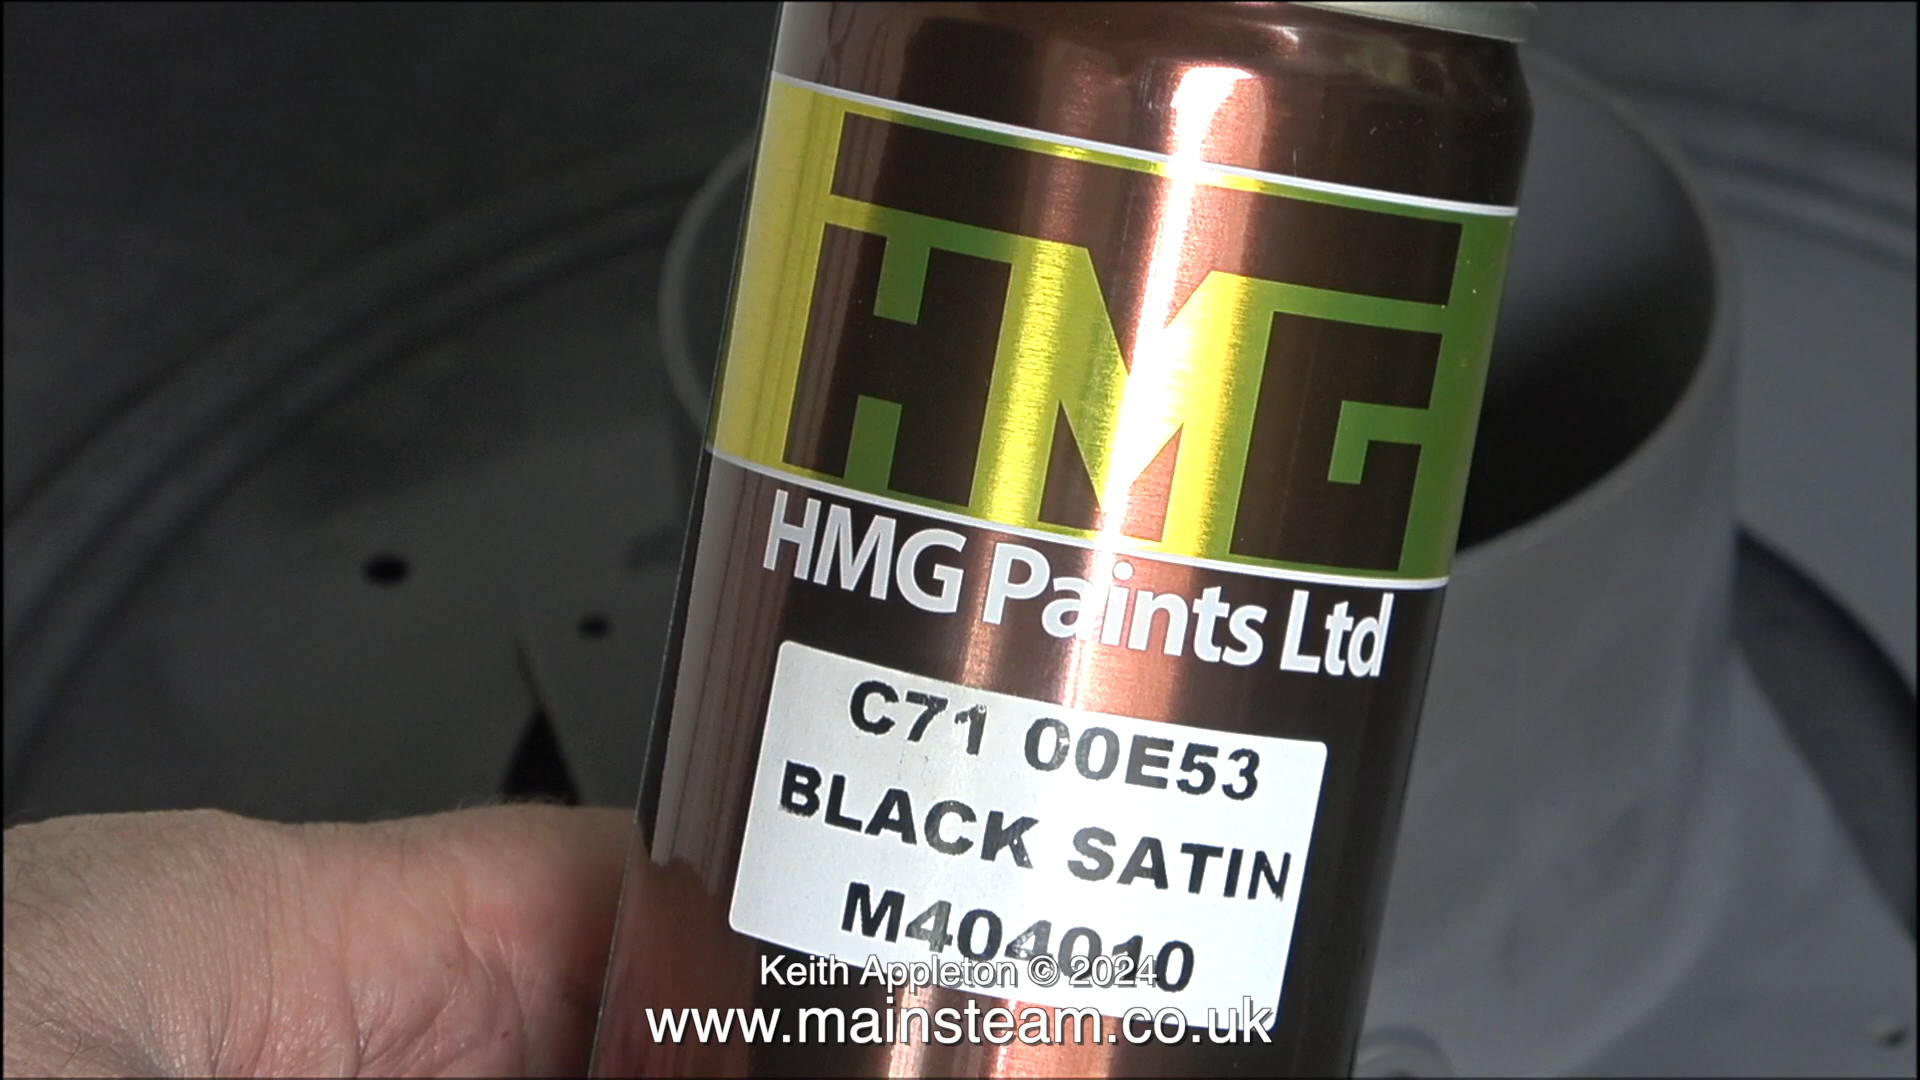 HMG
HMG Paints Ltd
C71 00E53
BLACK SATIN
M404010
Keith Appleton © 2024
www.mainsteam.co.uk